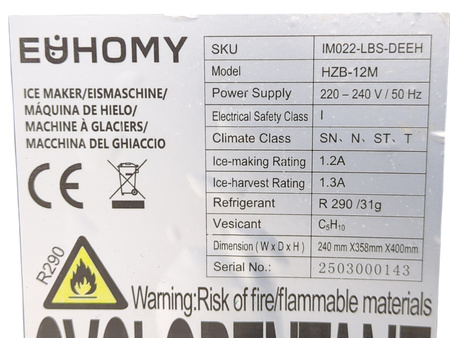 EUHOMY
ICE MAKER/EISMASCHINE/
MÁQUINA DE HIELO/
MACHINE À GLAÇIERS/
MACCHINA DEL GHIACCIO
CE
R290
SKU IM022-LBS-DEEH
Model HZB-12M
Power Supply 220 – 240 V / 50 Hz
Electrical Safety Class I
Climate Class SN、N、ST、T
Ice-making Rating 1.2A
Ice-harvest Rating 1.3A
Refrigerant R 290 /31g
Vesicant C₅H₁₀
Dimension ( W x D x H ) 240 mm X358mm X400mm
Serial No.: 2503000143
Warning:Risk of fire/flammable materials
CYCLOPENTANE